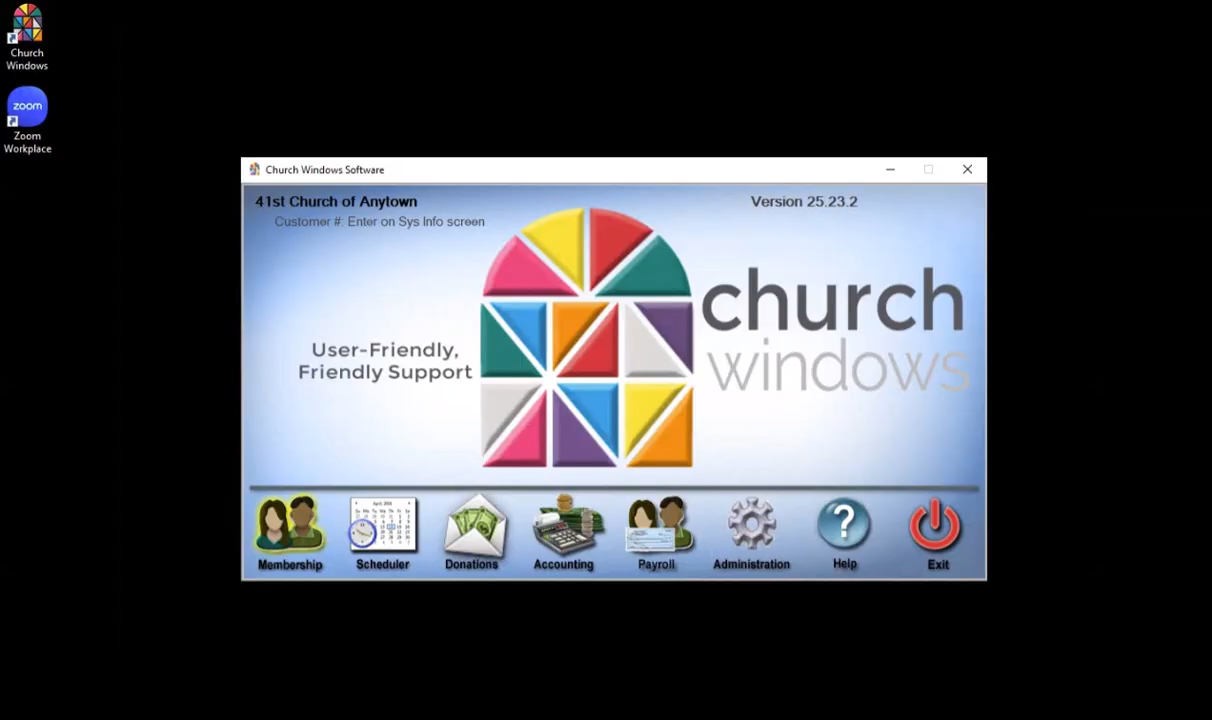 Church
Windows
zoom
Zoom
Workplace
Church Windows Software
41st Church of Anytown
Version 25.23.2
Customer #: Enter on Sys Info screen
church
windows
User-Friendly,
Friendly Support
Membership
Scheduler
Donations
Accounting
Payroll
Administration
?
Help
Exit